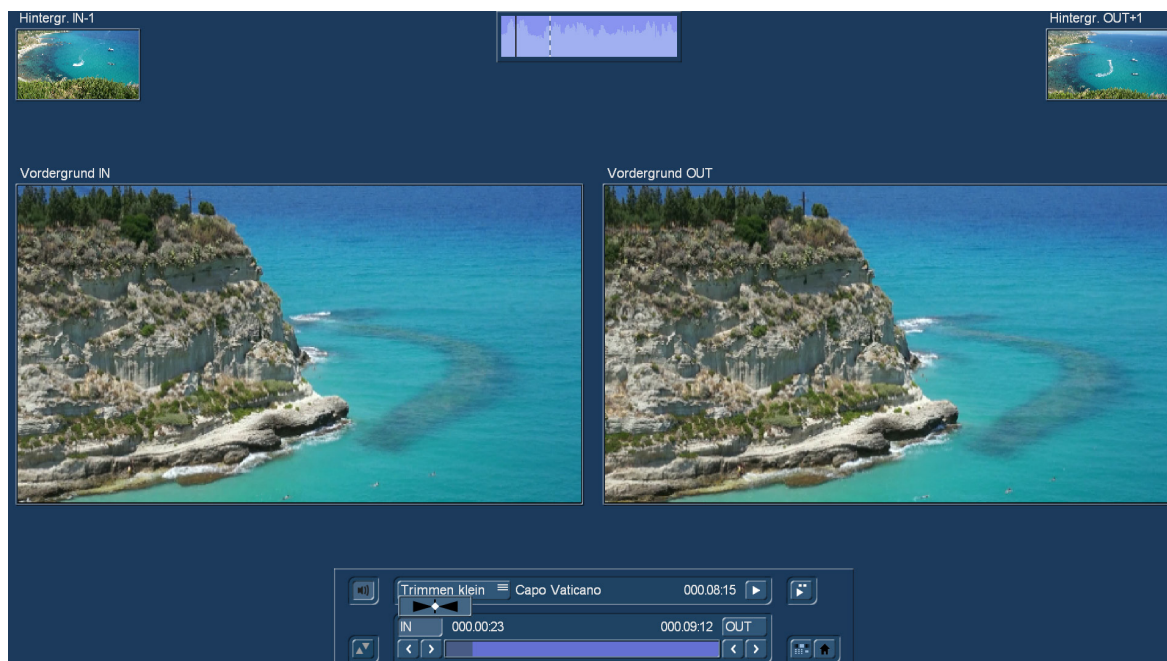 Hintergr. IN-1
Hintergr. OUT+1
Vordergrund IN
Vordergrund OUT
Trimmen klein Capo Vaticano 000.08:15
IN 000.00:23 000.09:12 OUT